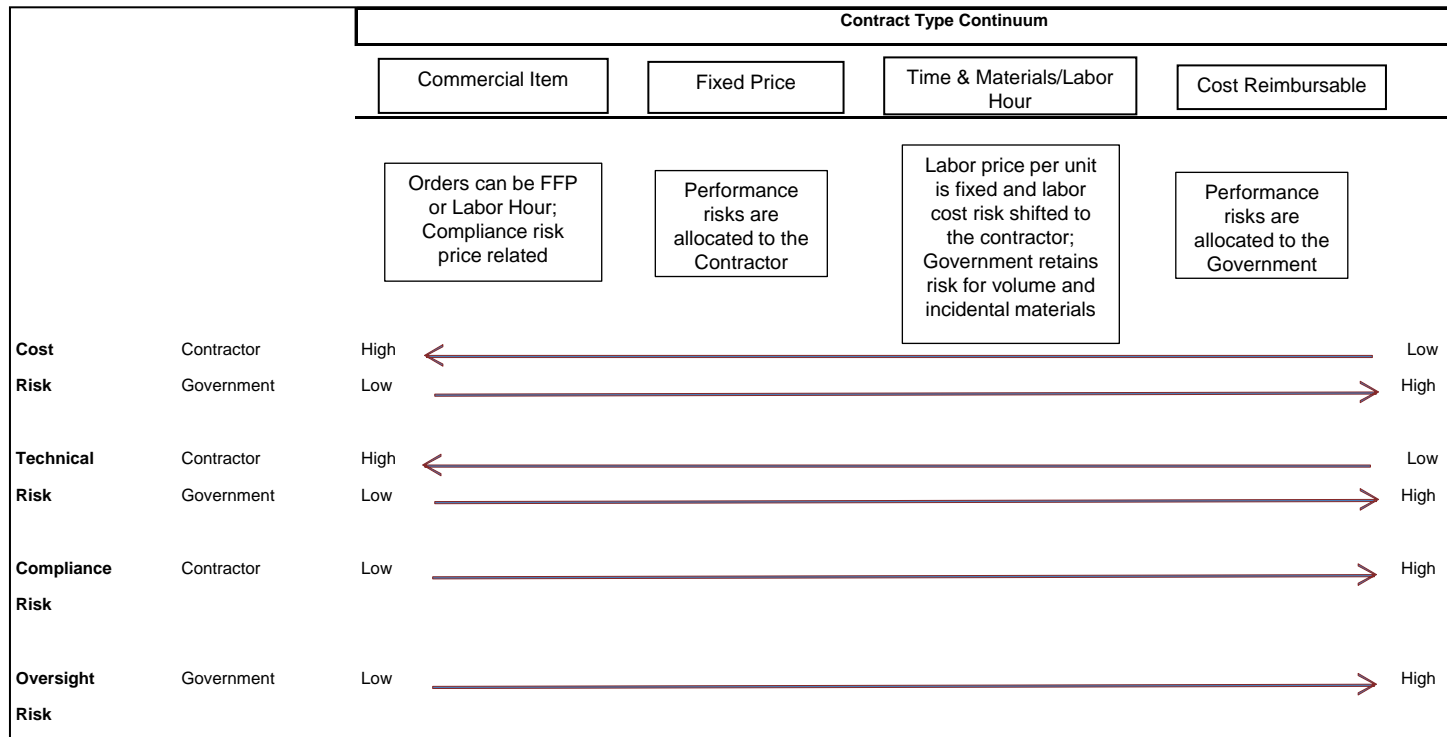 Contract Type Continuum
Commercial Item
Fixed Price
Time & Materials/Labor
Hour
Cost Reimbursable
Orders can be FFP
or Labor Hour;
Compliance risk
price related
Performance
risks are
allocated to the
Contractor
Labor price per unit
is fixed and labor
cost risk shifted to
the contractor;
Government retains
risk for volume and
incidental materials
Performance
risks are
allocated to the
Government
Cost Contractor High Low
Risk Government Low High
Technical Contractor High Low
Risk Government Low High
Compliance Contractor Low High
Risk
Oversight Government Low High
Risk